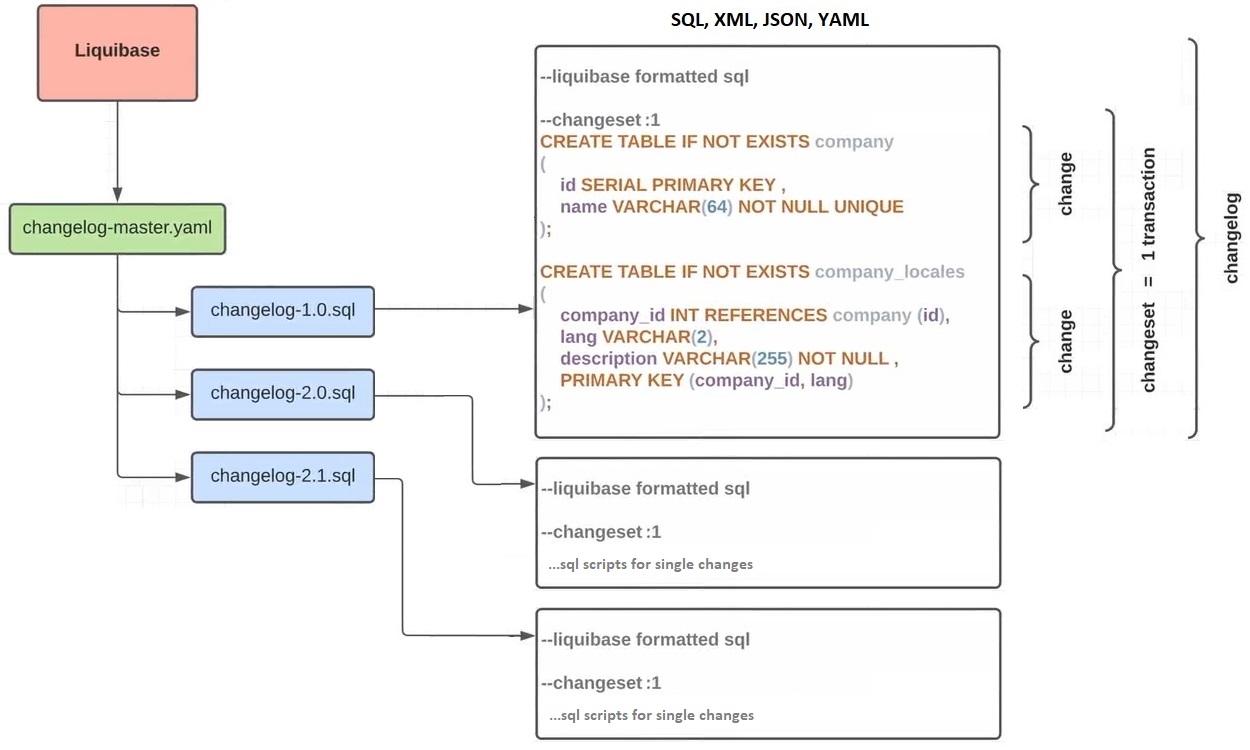 SQL, XML, JSON, YAML
Liquibase
changelog-master.yaml
changelog-1.0.sql
changelog-2.0.sql
changelog-2.1.sql
--liquibase formatted sql
--changeset :1
CREATE TABLE IF NOT EXISTS company
(
id SERIAL PRIMARY KEY ,
name VARCHAR(64) NOT NULL UNIQUE
);
CREATE TABLE IF NOT EXISTS company_locales
(
company_id INT REFERENCES company (id),
lang VARCHAR(2),
description VARCHAR(255) NOT NULL ,
PRIMARY KEY (company_id, lang)
);
change
change
changeset = 1 transaction
changelog
--liquibase formatted sql
--changeset :1
...sql scripts for single changes
--liquibase formatted sql
--changeset :1
...sql scripts for single changes